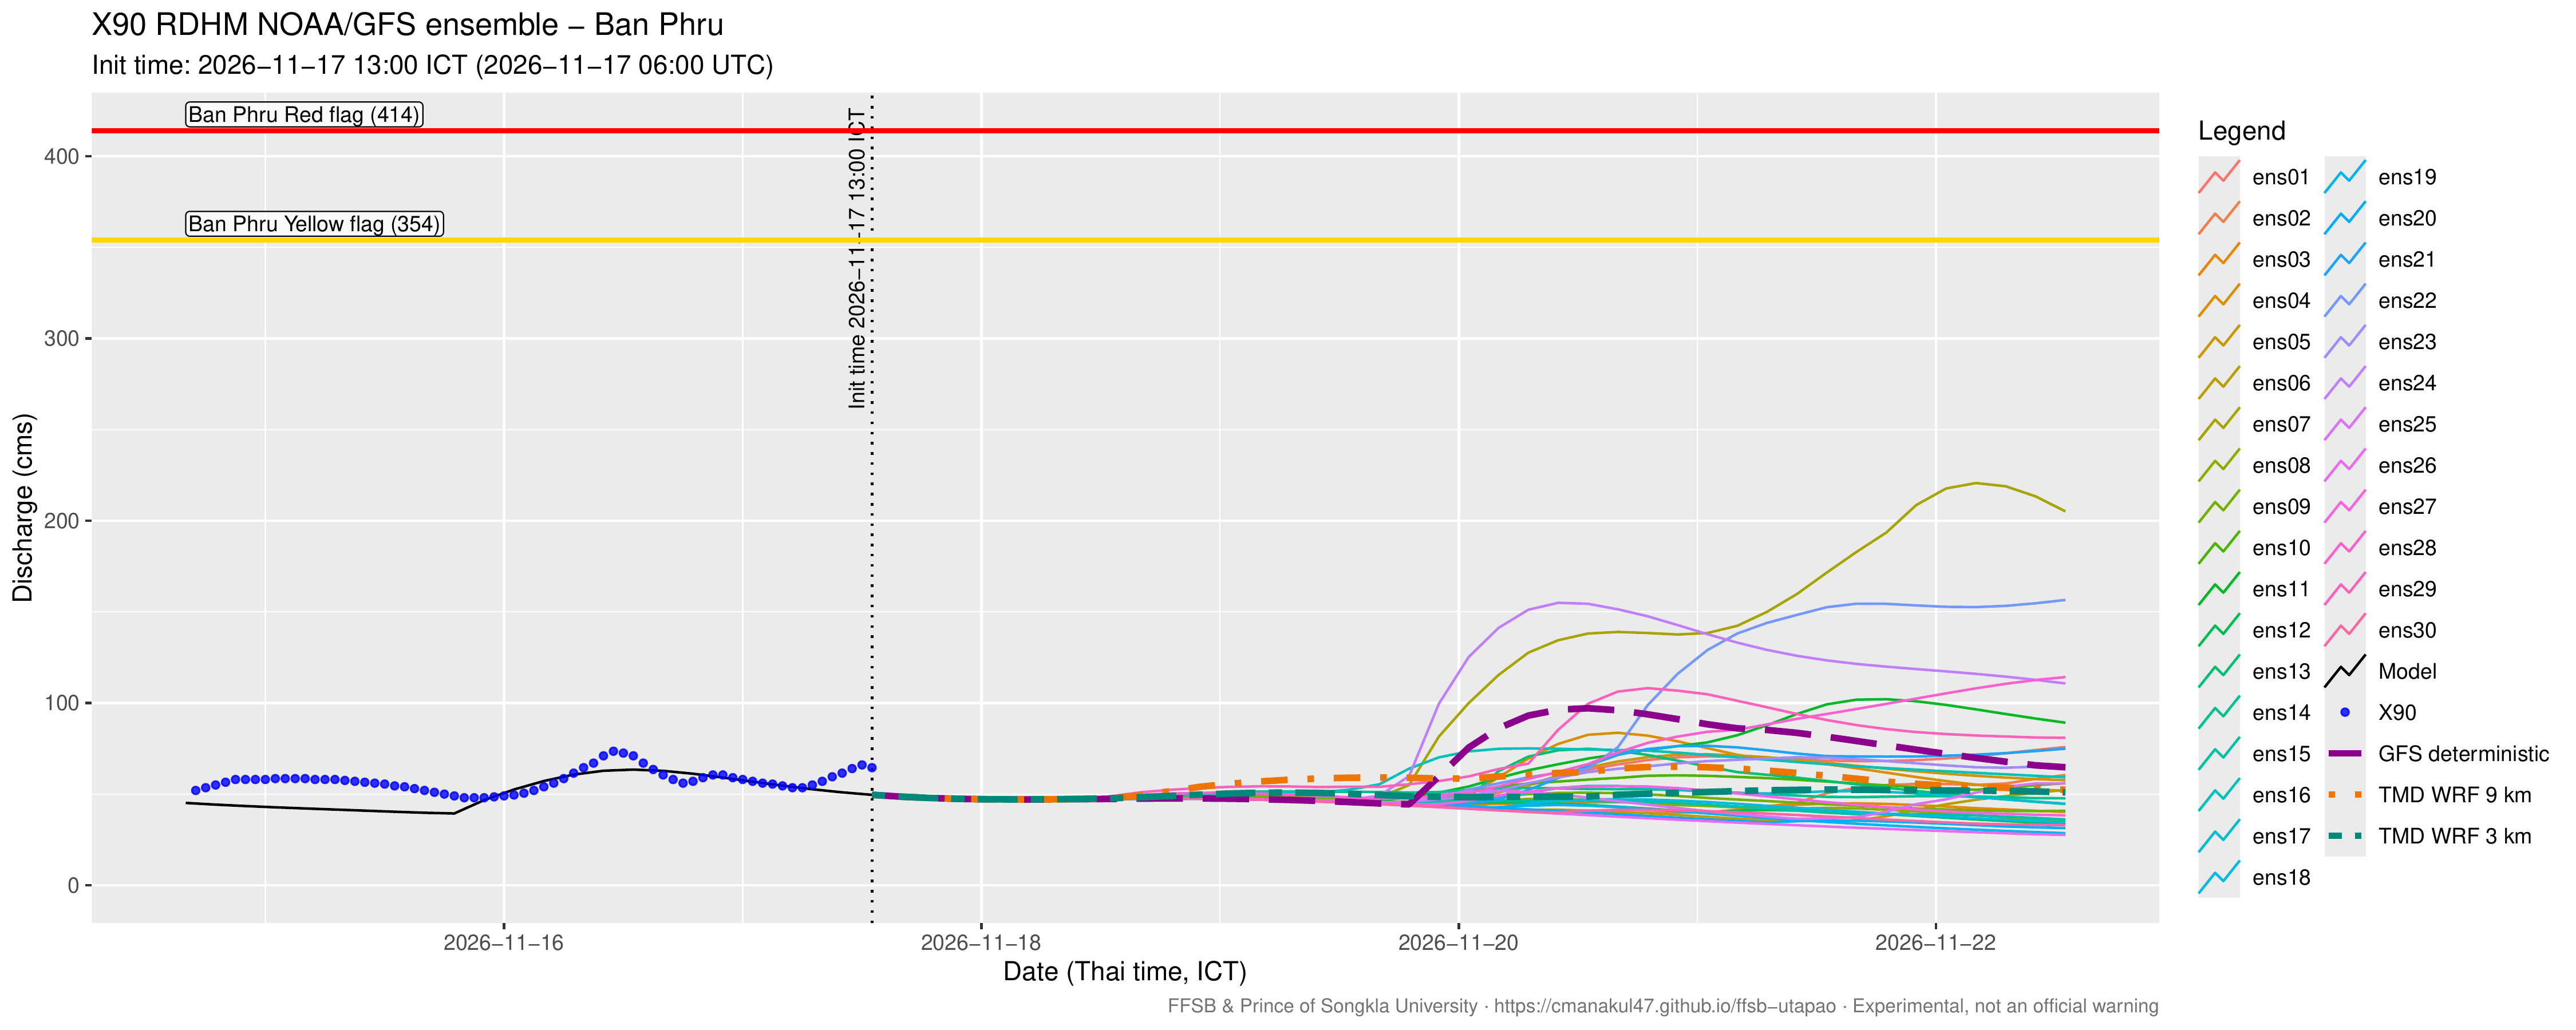 X90 RDHM NOAA/GFS ensemble – Ban Phru
Init time: 2026–11–17 13:00 ICT (2026–11–17 06:00 UTC)
Ban Phru Red flag (414)
Ban Phru Yellow flag (354)
Init time 2026–11–17 13:00 ICT
Discharge (cms)
400
300
200
100
0
2026–11–16
2026–11–18
2026–11–20
2026–11–22
Date (Thai time, ICT)
Legend
ens01
ens02
ens03
ens04
ens05
ens06
ens07
ens08
ens09
ens10
ens11
ens12
ens13
ens14
ens15
ens16
ens17
ens18
ens19
ens20
ens21
ens22
ens23
ens24
ens25
ens26
ens27
ens28
ens29
ens30
Model
X90
GFS deterministic
TMD WRF 9 km
TMD WRF 3 km
FFSB & Prince of Songkla University · https://cmanakul47.github.io/ffsb–utapao · Experimental, not an official warning